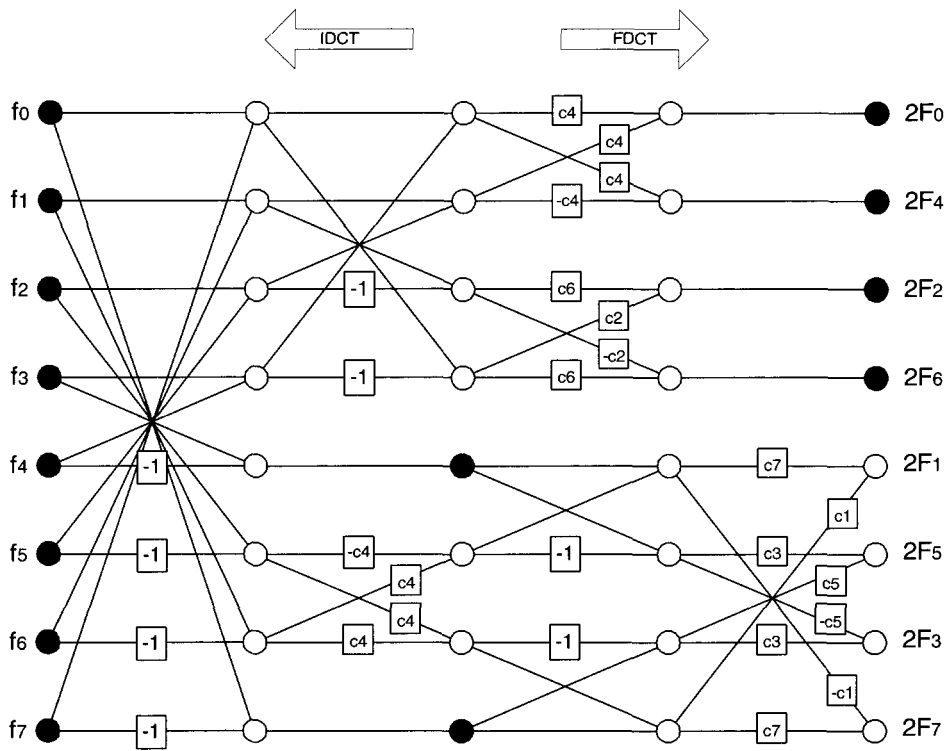 IDCT FDCT
f0 c4 2F0
c4
c4
f1 -c4 2F4
f2 -1 c6 2F2
c2
-c2
f3 -1 c6 2F6
f4 -1 c7 2F1
c1
f5 -1 -c4 -1 c3 2F5
c4 c5
c4 -c5
f6 -1 c4 -1 c3 2F3
-c1
f7 -1 c7 2F7